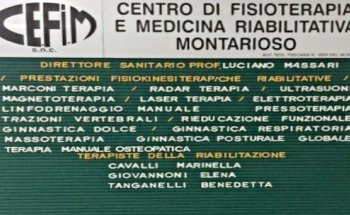 CEFIM
s.n.c.
CENTRO DI FISIOTERAPIA
E MEDICINA RIABILITATIVA
MONTARIOSO
DIRETTORE SANITARIO PROF. LUCIANO MASSARI
/ PRESTAZIONI FISIOKINESITERAPICHE RIABILITATIVE /
MARCONI TERAPIA / RADAR TERAPIA / ULTRASUONI
MAGNETOTERAPIA / LASER TERAPIA / ELETTROTERAPIA
LINFODRENAGGIO MANUALE PRESSOTERAPIA
TRAZIONI VERTEBRALI / RIEDUCAZIONE FUNZIONALE
GINNASTICA DOLCE GINNASTICA RESPIRATORIA
MASSOTERAPIA GINNASTICA POSTURALE GLOBALE
TERAPIA MANUALE OSTEOPATICA
TERAPISTE DELLA RIABILITAZIONE
CAVALLI MARINELLA
GIOVANNONI ELENA
TANGANELLI BENEDETTA